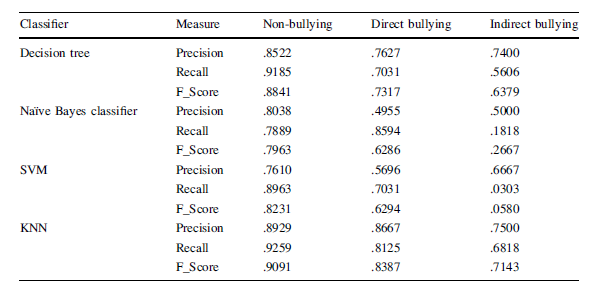 Classifier Measure Non-bullying Direct bullying Indirect bullying
Decision tree Precision .8522 .7627 .7400
Recall .9185 .7031 .5606
F_Score .8841 .7317 .6379
Naïve Bayes classifier Precision .8038 .4955 .5000
Recall .7889 .8594 .1818
F_Score .7963 .6286 .2667
SVM Precision .7610 .5696 .6667
Recall .8963 .7031 .0303
F_Score .8231 .6294 .0580
KNN Precision .8929 .8667 .7500
Recall .9259 .8125 .6818
F_Score .9091 .8387 .7143